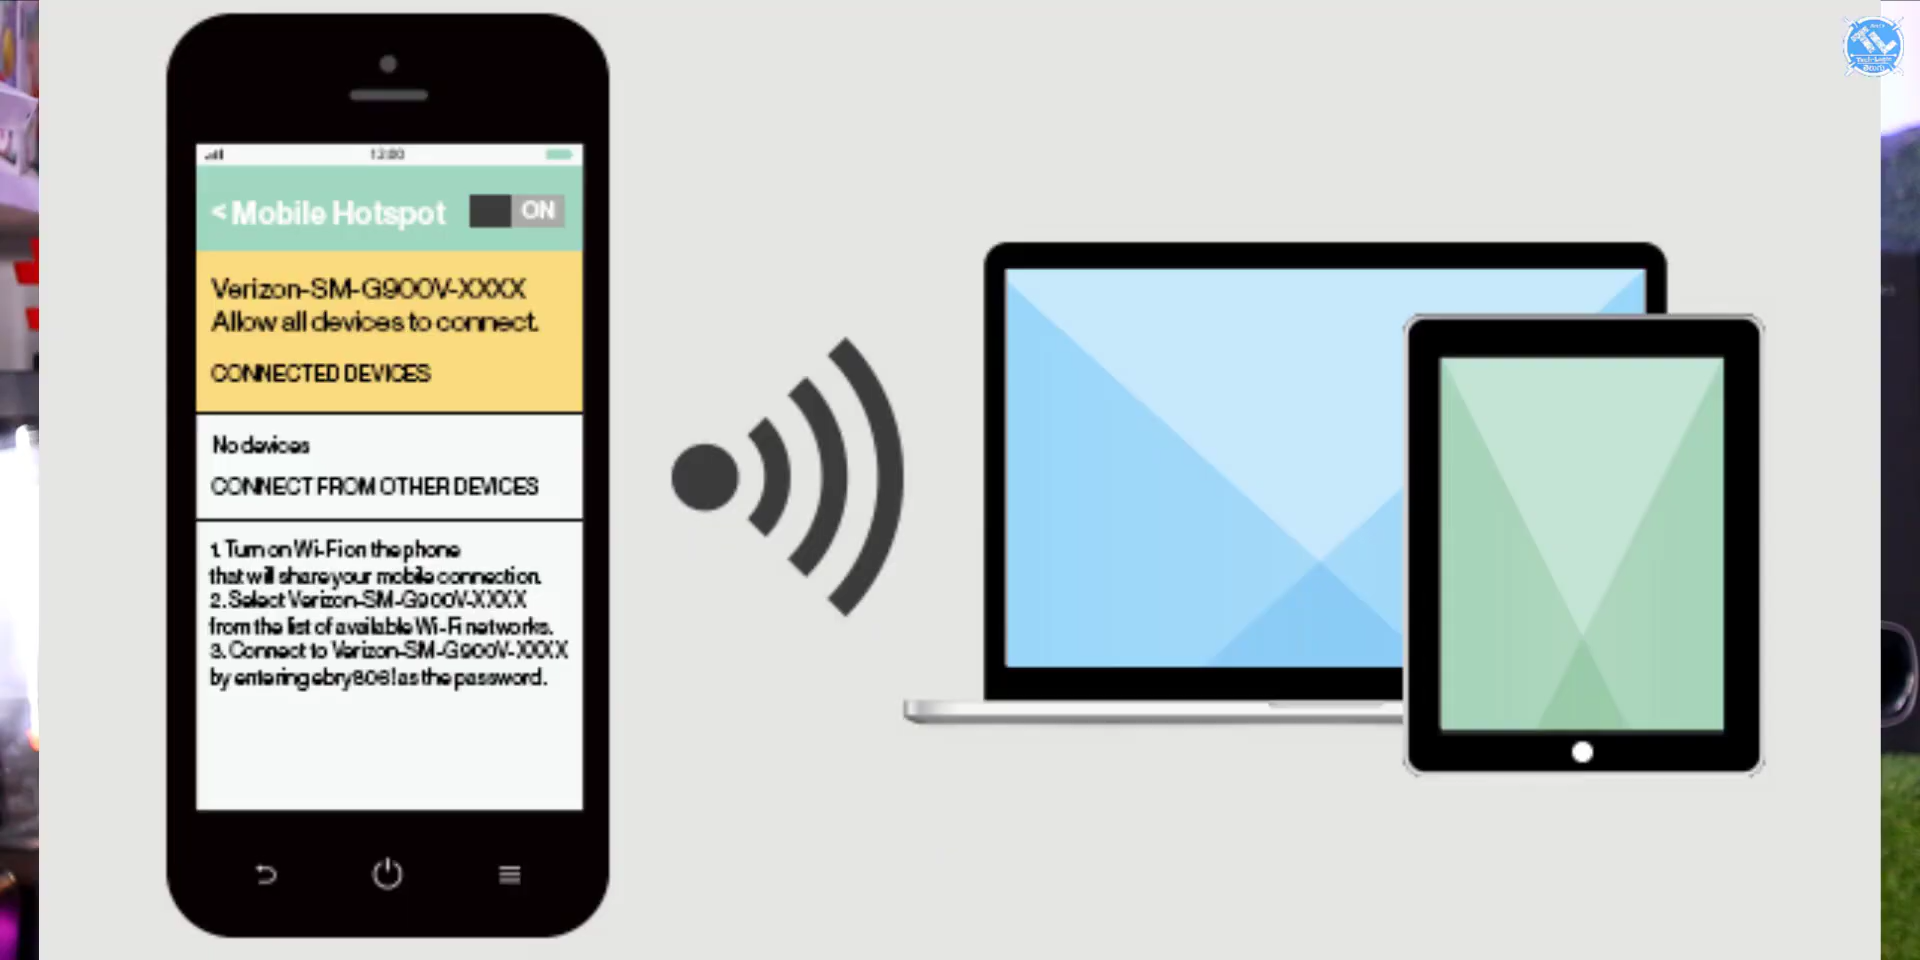 12:00
< Mobile Hotspot ON
Verizon-SM-G900V-XXXX
Allow all devices to connect.
CONNECTED DEVICES
No devices
CONNECT FROM OTHER DEVICES
1. Turn on Wi-Fi on the phone
that will share your mobile connection.
2. Select Verizon-SM-G900V-XXXX
from the list of available Wi-Fi networks.
3. Connect to Verizon-SM-G900V-XXXX
by entering ebry806! as the password.